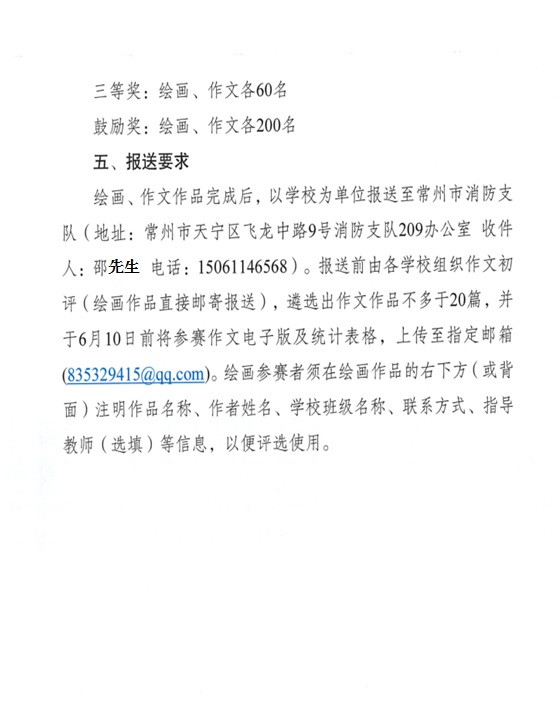 三等奖：绘画、作文各60名
鼓励奖：绘画、作文各200名
五、报送要求
绘画、作文作品完成后，以学校为单位报送至常州市消防支
队（地址：常州市天宁区飞龙中路9号消防支队209办公室 收件
人：邵先生 电话：15061146568）。报送前由各学校组织作文初
评（绘画作品直接邮寄报送），遴选出作文作品不多于20篇，并
于6月10日前将参赛作文电子版及统计表格，上传至指定邮箱
(835329415@qq.com)。绘画参赛者须在绘画作品的右下方（或背
面）注明作品名称、作者姓名、学校班级名称、联系方式、指导
教师（选填）等信息，以便评选使用。